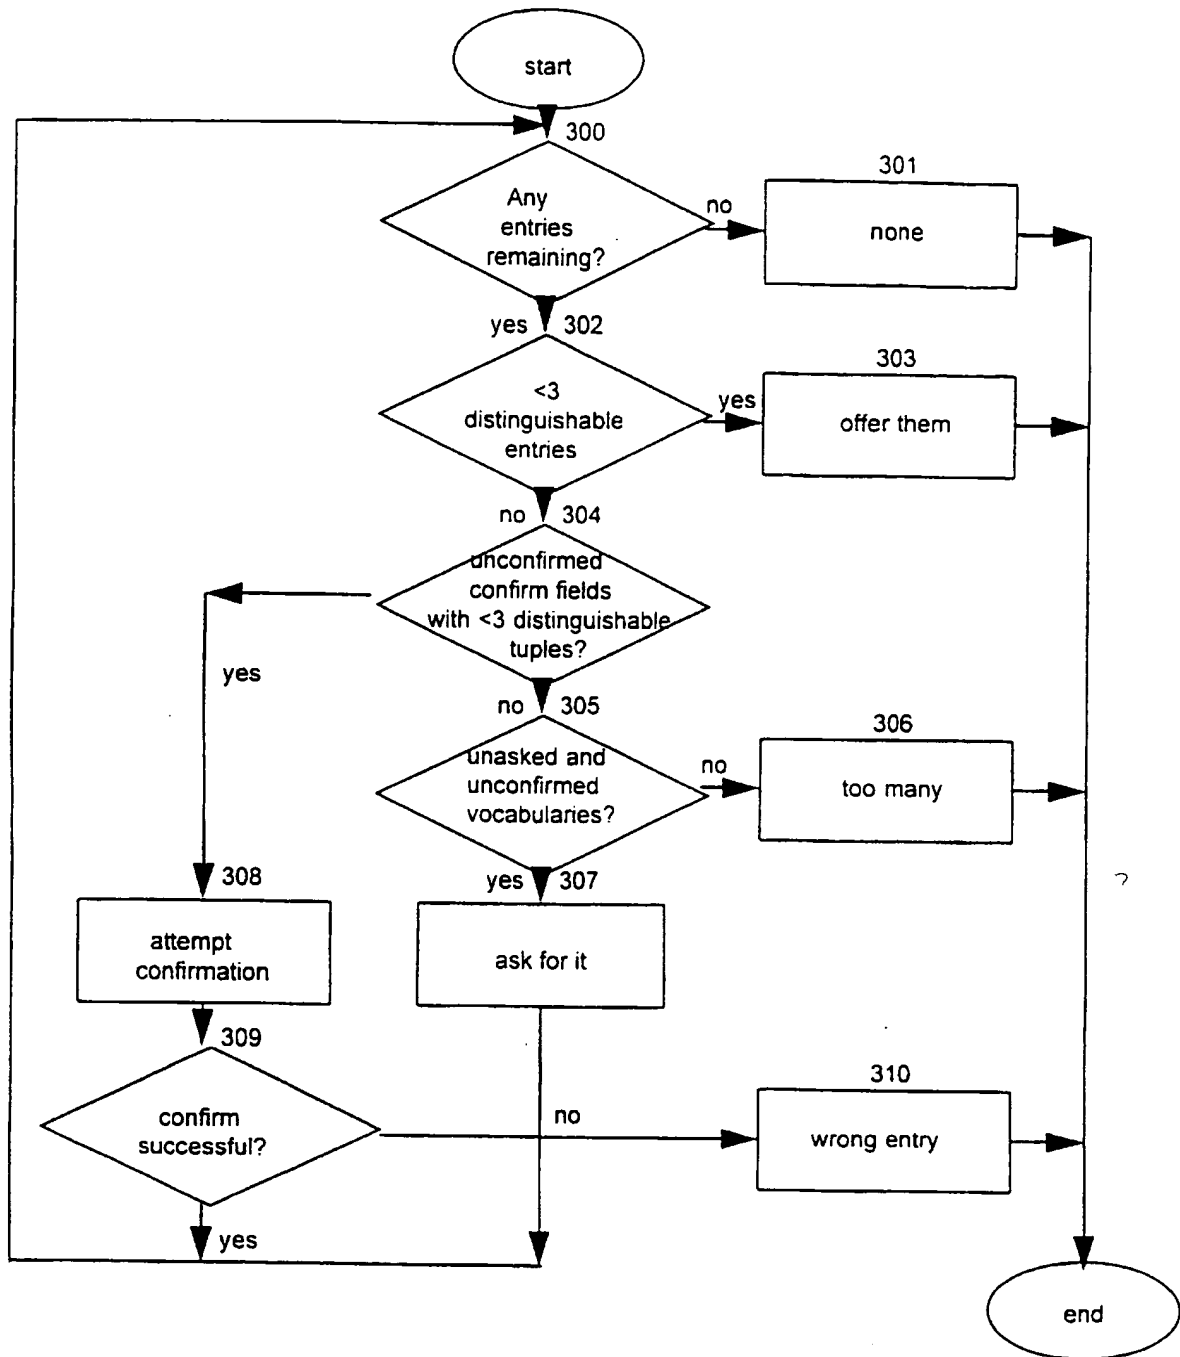 start
300
Any
entries
remaining?
no
301
none
yes
302
<3
distinguishable
entries
yes
303
offer them
no
304
unconfirmed
confirm fields
with <3 distinguishable
tuples?
yes
no
305
unasked and
unconfirmed
vocabularies?
no
306
too many
yes
307
ask for it
308
attempt
confirmation
309
confirm
successful?
no
310
wrong entry
yes
?
end